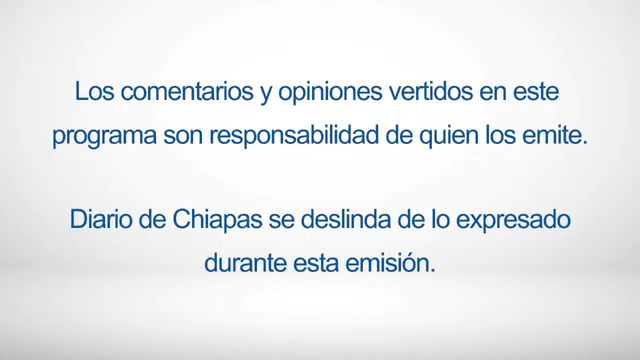 Los comentarios y opiniones vertidos en este
programa son responsabilidad de quien los emite.
Diario de Chiapas se deslinda de lo expresado
durante esta emisión.